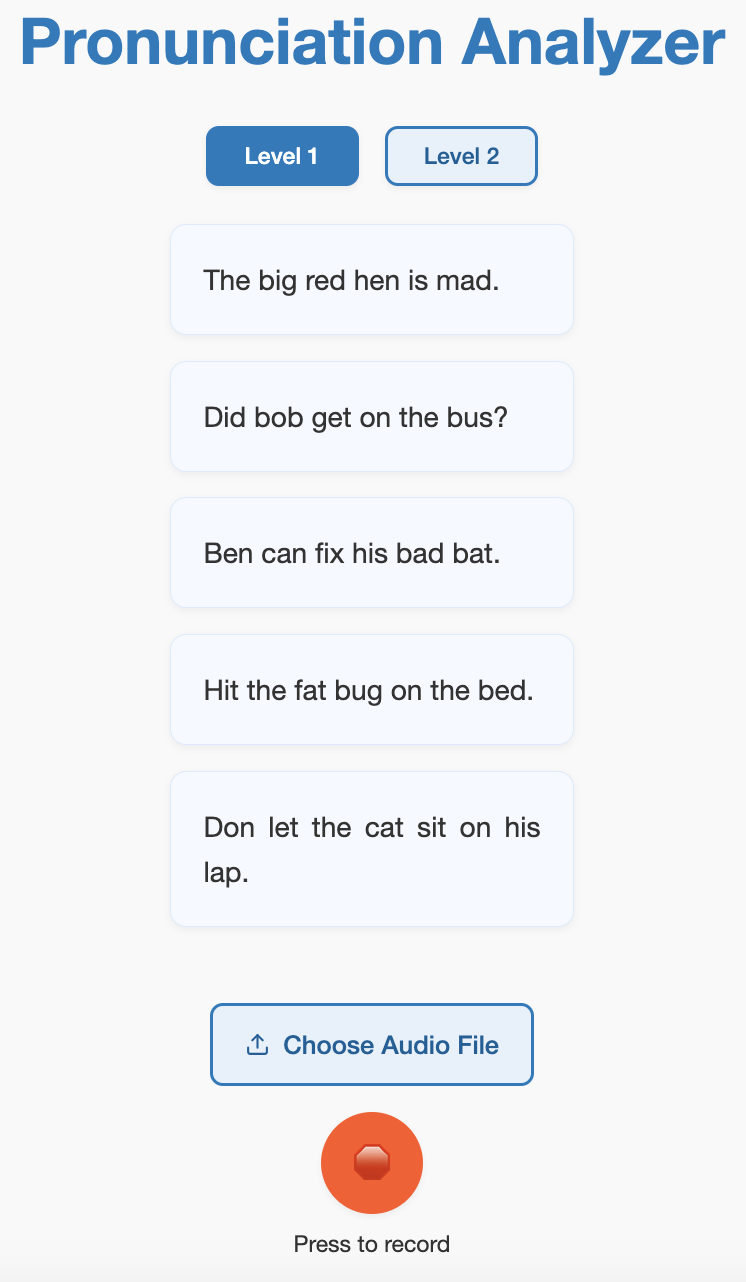 Pronunciation Analyzer
Level 1
Level 2
The big red hen is mad.
Did bob get on the bus?
Ben can fix his bad bat.
Hit the fat bug on the bed.
Don let the cat sit on his
lap.
Choose Audio File
Press to record